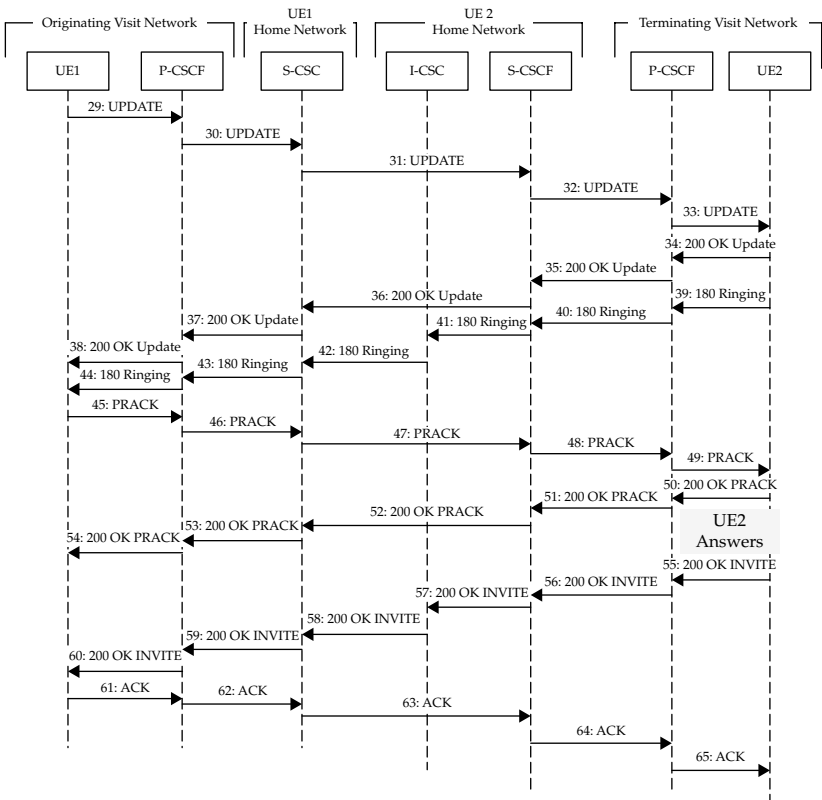 Originating Visit Network
UE1
Home Network
UE 2
Home Network
Terminating Visit Network
UE1
P-CSCF
S-CSC
I-CSC
S-CSCF
P-CSCF
UE2
29: UPDATE
30: UPDATE
31: UPDATE
32: UPDATE
33: UPDATE
34: 200 OK Update
35: 200 OK Update
36: 200 OK Update
37: 200 OK Update
38: 200 OK Update
39: 180 Ringing
40: 180 Ringing
41: 180 Ringing
42: 180 Ringing
43: 180 Ringing
44: 180 Ringing
45: PRACK
46: PRACK
47: PRACK
48: PRACK
49: PRACK
50: 200 OK PRACK
51: 200 OK PRACK
52: 200 OK PRACK
53: 200 OK PRACK
54: 200 OK PRACK
UE2
Answers
55: 200 OK INVITE
56: 200 OK INVITE
57: 200 OK INVITE
58: 200 OK INVITE
59: 200 OK INVITE
60: 200 OK INVITE
61: ACK
62: ACK
63: ACK
64: ACK
65: ACK